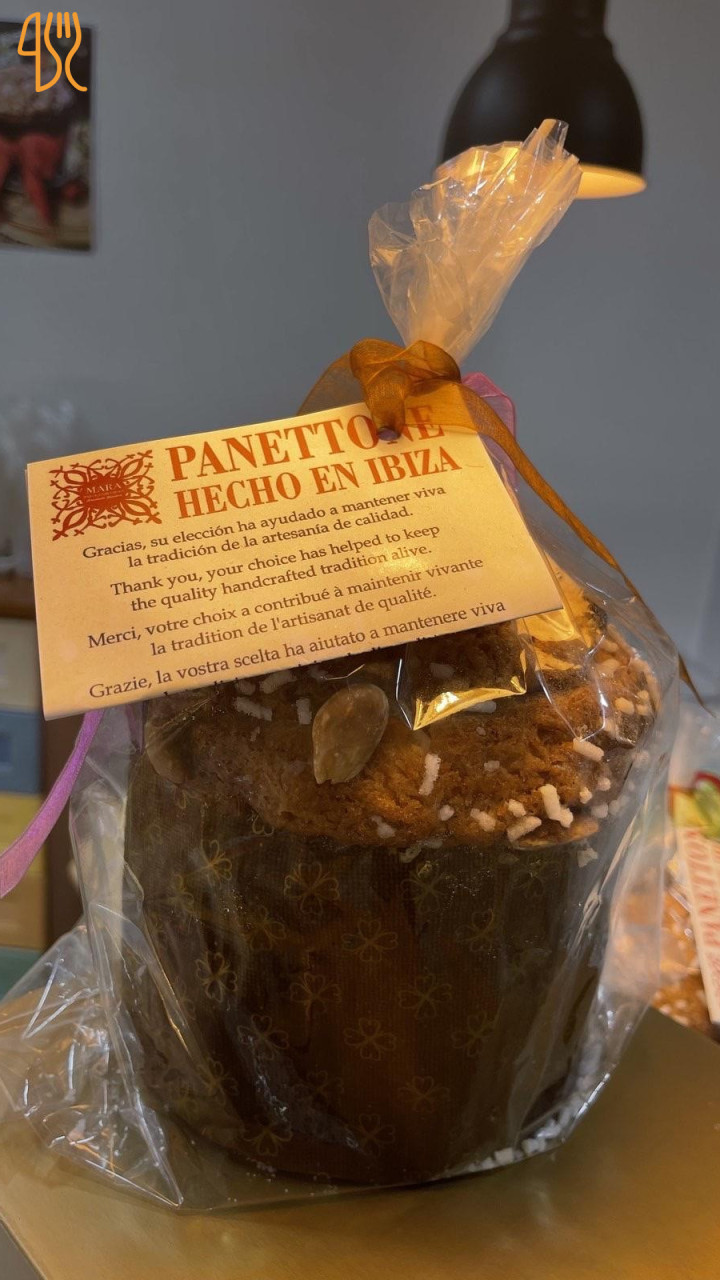 PANETTONE
HECHO EN IBIZA
MARA
Gracias, su elección ha ayudado a mantener viva
la tradición de la artesanía de calidad.
Thank you, your choice has helped to keep
the quality handcrafted tradition alive.
Merci, votre choix a contribué à maintenir vivante
la tradition de l'artisanat de qualité.
Grazie, la vostra scelta ha aiutato a mantenere viva